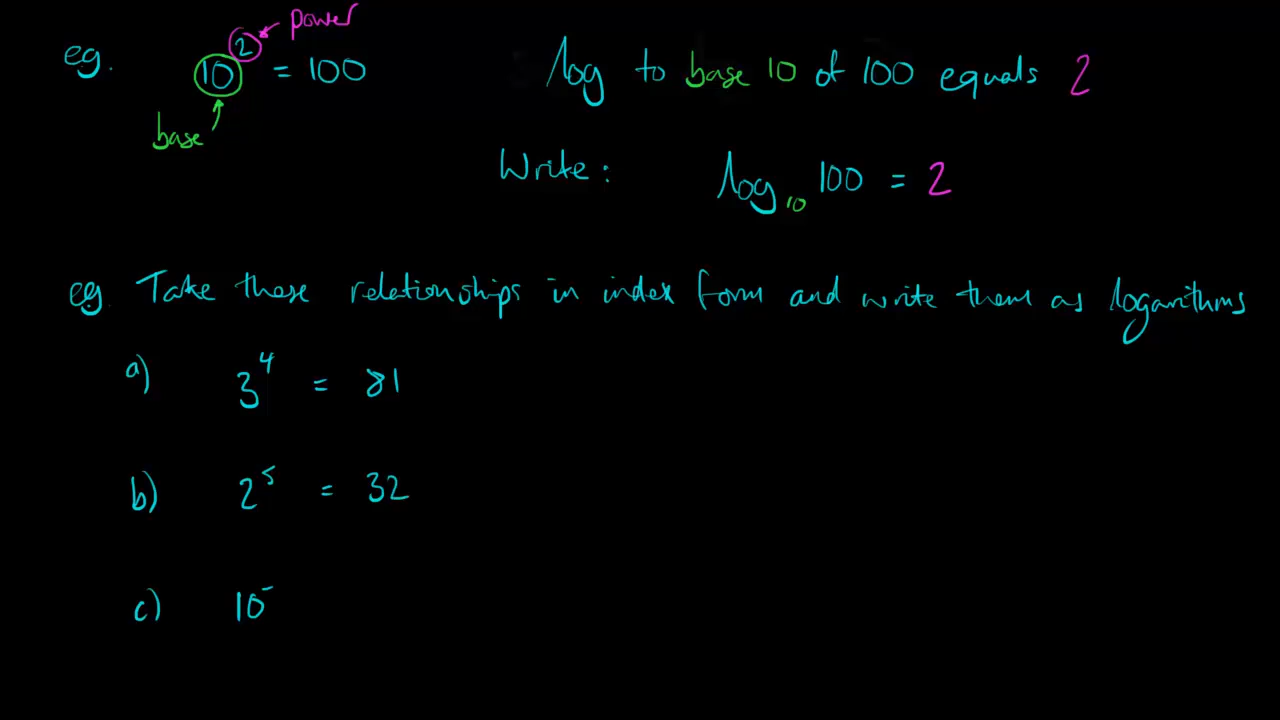 power
eg. 10² = 100 log to base 10 of 100 equals 2
base
Write: log₁₀ 100 = 2
eg. Take these relationships in index form and write them as logarithms
a) 3⁴ = 81
b) 2⁵ = 32
c) 10⁻